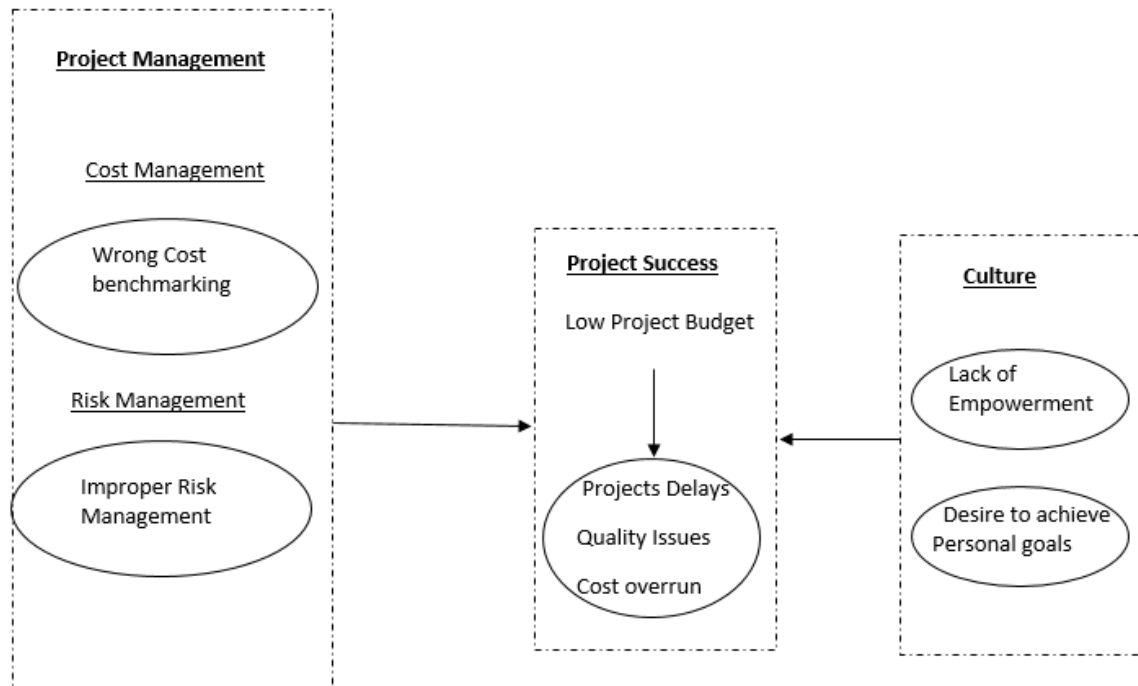 Project Management
Cost Management
Wrong Cost
benchmarking
Risk Management
Improper Risk
Management
Project Success
Low Project Budget
Projects Delays
Quality Issues
Cost overrun
Culture
Lack of
Empowerment
Desire to achieve
Personal goals